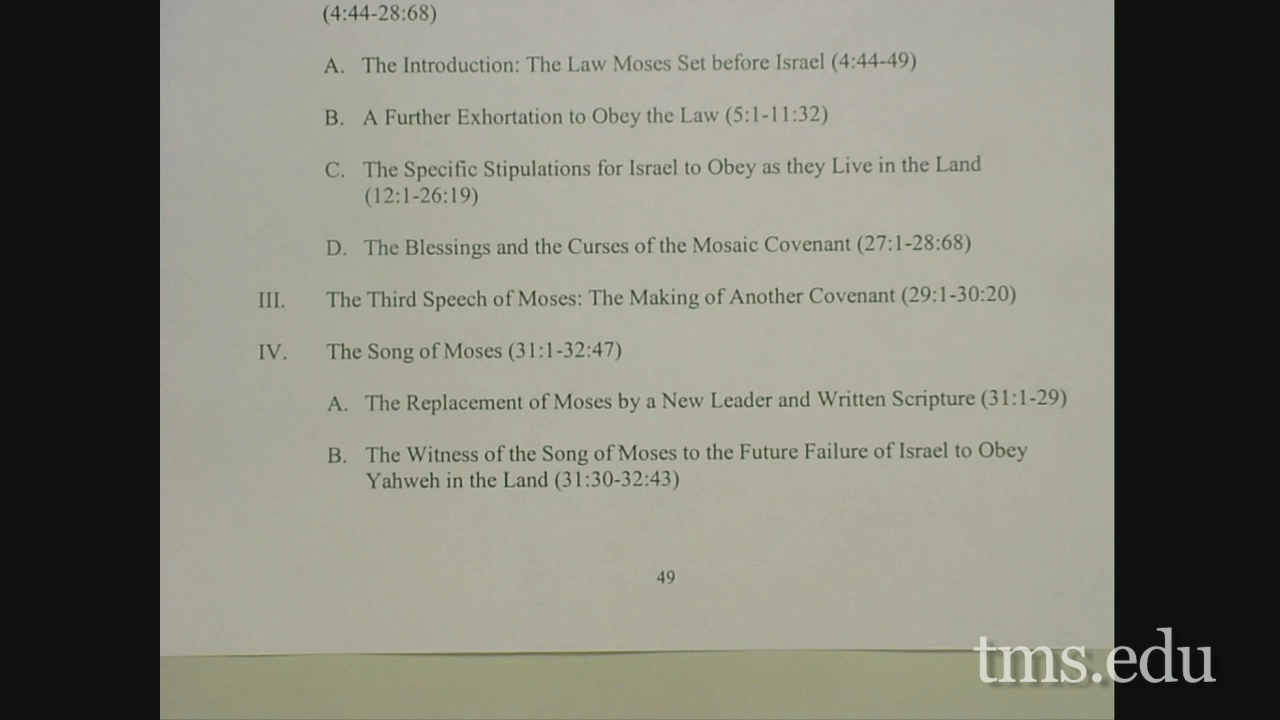 (4:44-28:68)
A. The Introduction: The Law Moses Set before Israel (4:44-49)
B. A Further Exhortation to Obey the Law (5:1-11:32)
C. The Specific Stipulations for Israel to Obey as they Live in the Land
(12:1-26:19)
D. The Blessings and the Curses of the Mosaic Covenant (27:1-28:68)
III. The Third Speech of Moses: The Making of Another Covenant (29:1-30:20)
IV. The Song of Moses (31:1-32:47)
A. The Replacement of Moses by a New Leader and Written Scripture (31:1-29)
B. The Witness of the Song of Moses to the Future Failure of Israel to Obey
Yahweh in the Land (31:30-32:43)
49
tms.edu